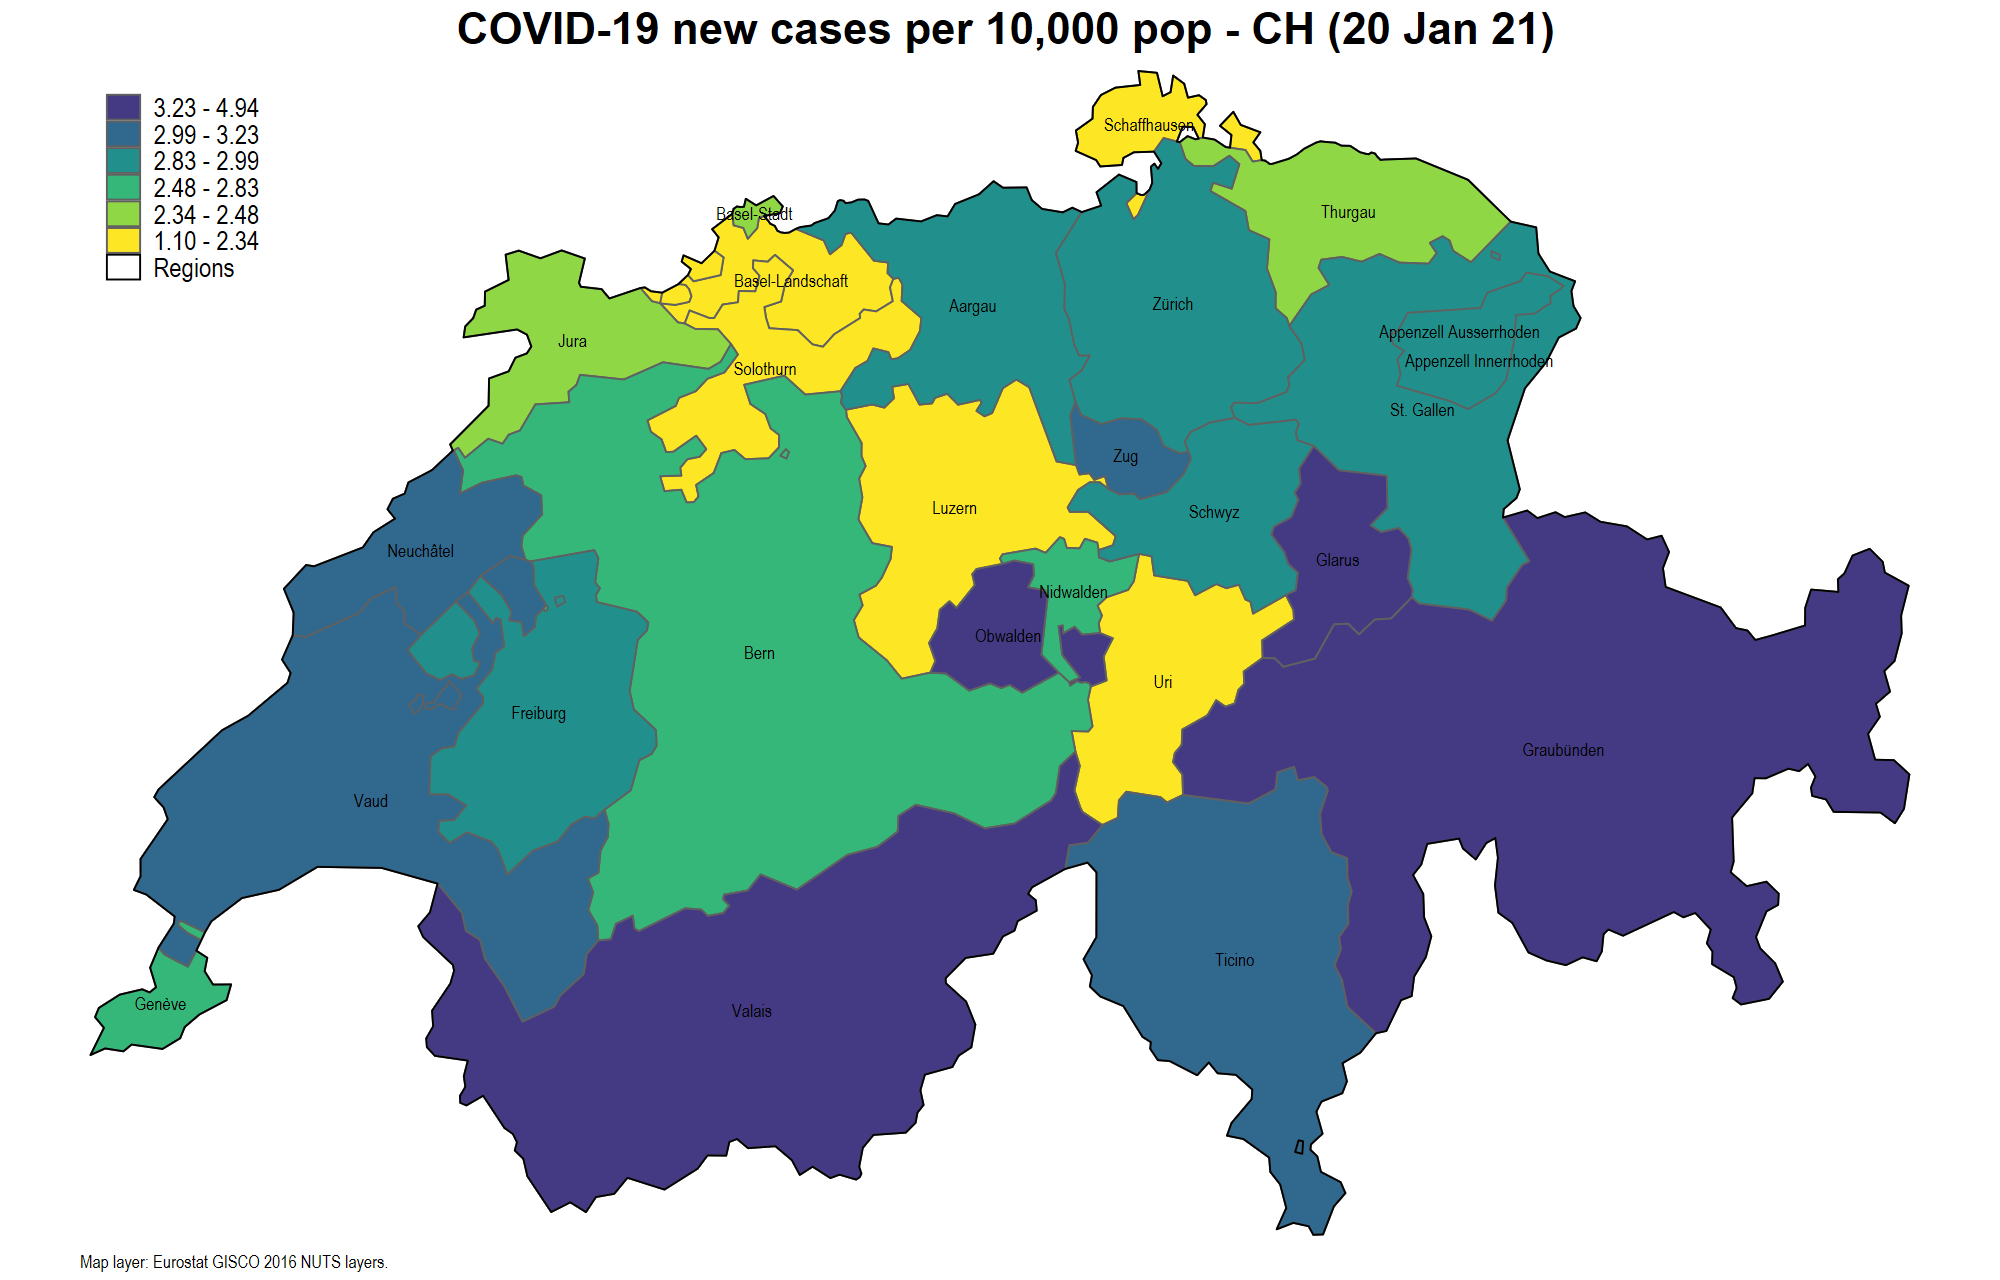 COVID-19 new cases per 10,000 pop - CH (20 Jan 21)
3.23 - 4.94
2.99 - 3.23
2.83 - 2.99
2.48 - 2.83
2.34 - 2.48
1.10 - 2.34
Regions
Schaffhausen
Basel-Stadt
Thurgau
Basel-Landschaft
Aargau
Zürich
Jura
Appenzell Ausserrhoden
Appenzell Innerrhoden
Solothurn
St. Gallen
Zug
Luzern
Schwyz
Neuchâtel
Glarus
Nidwalden
Obwalden
Bern
Uri
Freiburg
Graubünden
Vaud
Ticino
Genève
Valais
Map layer: Eurostat GISCO 2016 NUTS layers.